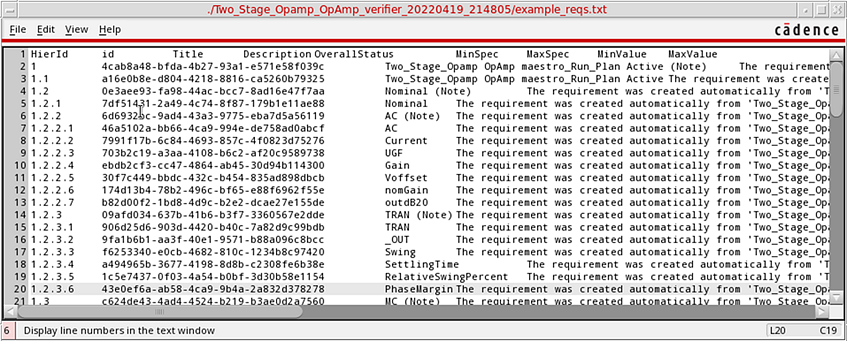 ./Two_Stage_Opamp_OpAmp_verifier_20220419_214805/example_reqs.txt
File Edit View Help cādence
1 HierId id Title Description OverallStatus MinSpec MaxSpec MinValue MaxValue
2 1 4cab8a48-bfda-4b27-93a1-e571e58f039c Two_Stage_Opamp OpAmp maestro_Run_Plan Active (Note) The requirement was
3 1.1 a16e0b8e-d804-4218-8816-ca5260b79325 Two_Stage_Opamp OpAmp maestro_Run_Plan Active The requirement was create
4 1.2 0e3aee93-fa98-44ac-bcc7-8ad16e47f7aa Nominal (Note) The requirement was created automatically from 'T
5 1.2.1 7df51431-2a49-4c74-8f87-179b1e11ae88 Nominal The requirement was created automatically from 'Two_Stage_Op
6 1.2.2 AC (Note) The requirement was created automatically from 'Two_Stage_Op
7 1.2.2.1 46a5102a-bb66-4ca9-994e-de758ad0abcf AC The requirement was created automatically from 'Two_Stage_Op
8 1.2.2.2 7991f17b-6c84-4693-857c-4f0823d75276 Current The requirement was created automatically from 'Two_Stage_Op
9 1.2.2.3 703b2c19-a3aa-4108-b6c2-af20c9589738 UGF The requirement was created automatically from 'Two_Stage_Op
10 1.2.2.4 ebdb2cf3-cc47-4864-ab45-30d94b114300 Gain The requirement was created automatically from 'Two_Stage_Op
11 1.2.2.5 30f7c449-bbdc-432c-b454-835ad898dbcb Voffset The requirement was created automatically from 'Two_Stage_Op
12 1.2.2.6 174d13b4-78b2-496c-bf65-e88f6962f55e nomGain The requirement was created automatically from 'Two_Stage_Op
13 1.2.2.7 b82d00f2-1bd8-4d9c-b2e2-dcae27e155de outdB20 The requirement was created automatically from 'Two_Stage_Op
14 1.2.3 09afd034-637b-41b6-b3f7-3360567e2dde TRAN (Note) The requirement was created automatically from 'Two_Stage_Op
15 1.2.3.1 906d25d6-903d-4420-b40c-7a82d9c99bdb TRAN The requirement was created automatically from 'Two_Stage_Op
16 1.2.3.2 9fa1b6b1-aa3f-40e1-9571-b88a096c8bcc _OUT The requirement was created automatically from 'Two_Stage_Op
17 1.2.3.3 f6253340-e0cb-4682-810c-1234b8c97420 Swing The requirement was created automatically from 'Two_Stage_Op
18 1.2.3.4 a494965b-3677-4198-8d8b-c2308fe6b38e SettlingTime The requirement was created automatically from 'T
19 1.2.3.5 1c5e7437-0f03-4a54-b0bf-3d30b58e1154 RelativeSwingPercent The requirement was created automatically from 'T
20 1.2.3.6 43e0ef6a-ab58-4ca9-9b4a-2a832d378278 PhaseMargin The requirement was created automatically from 'Two_Stage_Op
21 1.3 c624de43-4ad4-4524-b219-b3ae0d2a7560 MC (Note) The requirement was created automatically from 'Two_Stage_Op
6 Display line numbers in the text window L20 C19